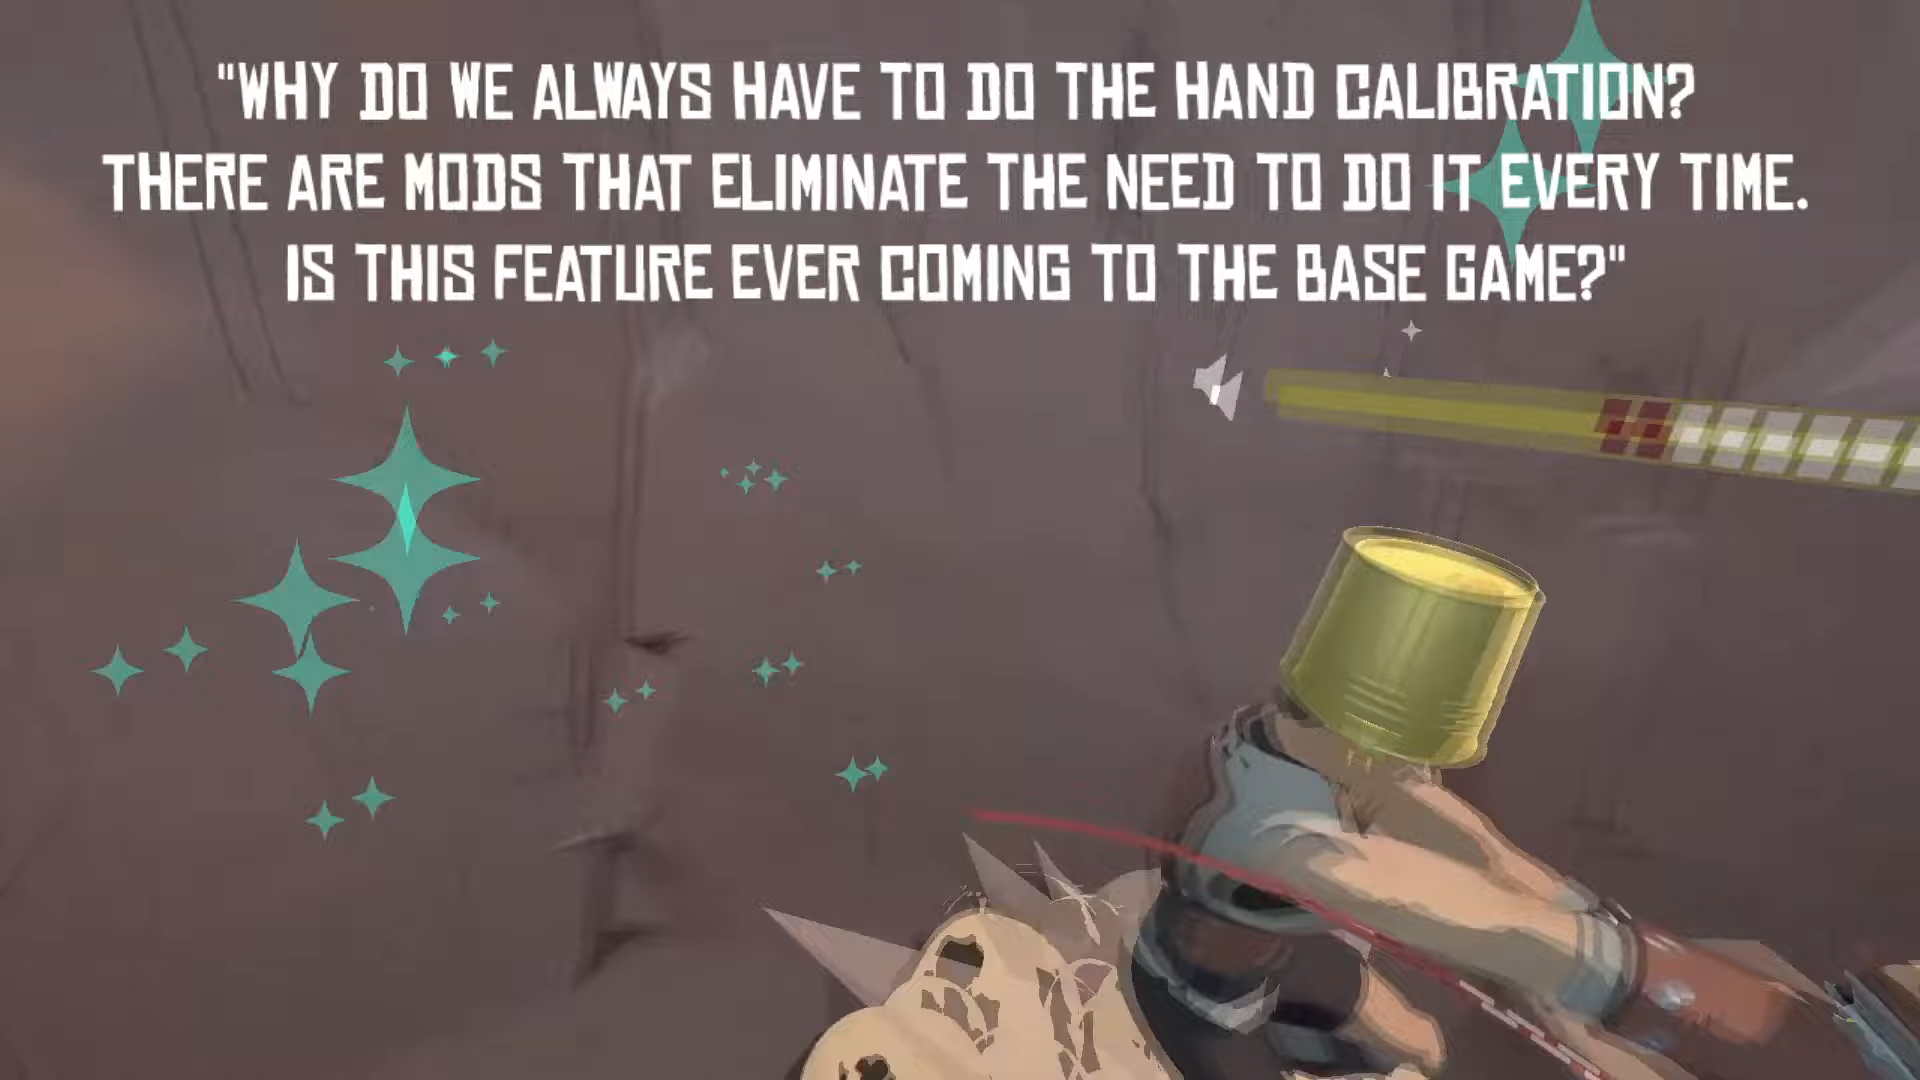 "WHY DO WE ALWAYS HAVE TO DO THE HAND CALIBRATION?
THERE ARE MODS THAT ELIMINATE THE NEED TO DO IT EVERY TIME.
IS THIS FEATURE EVER COMING TO THE BASE GAME?"